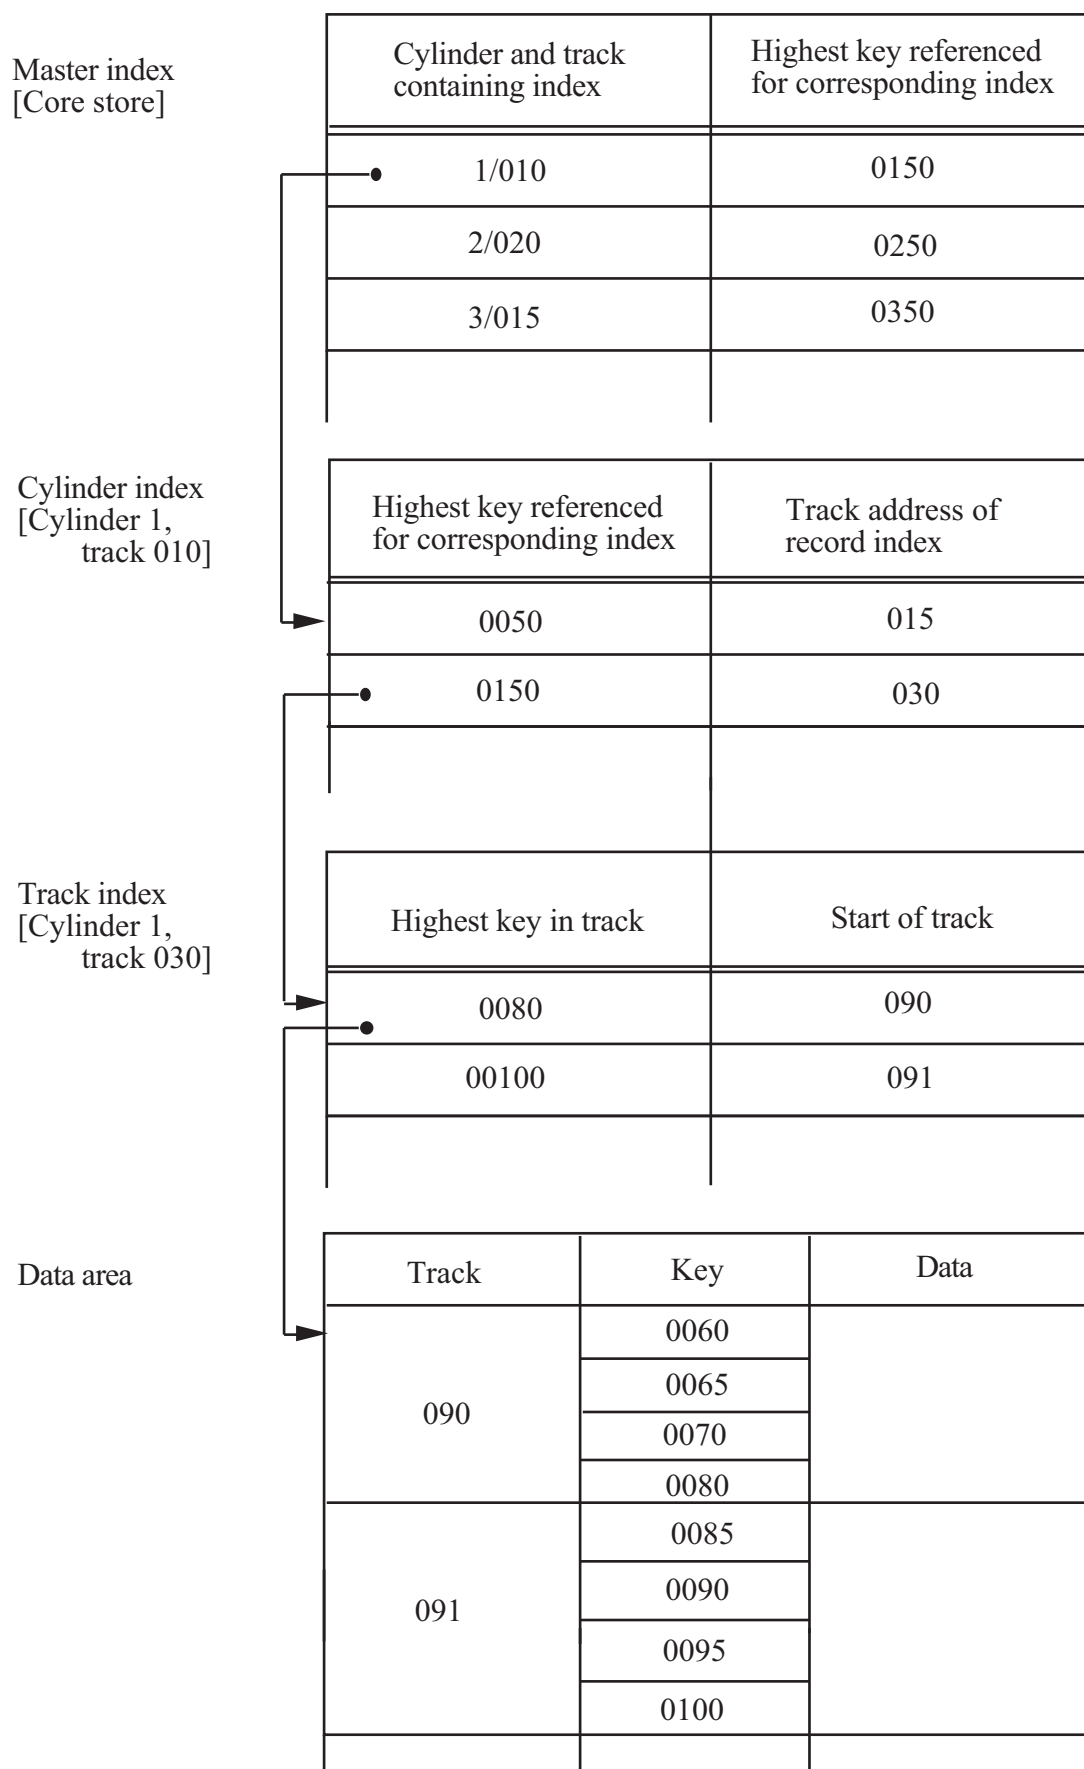 Master index
[Core store]
Cylinder and track
containing index
Highest key referenced
for corresponding index
1/010
0150
2/020
0250
3/015
0350
Cylinder index
[Cylinder 1,
track 010]
Highest key referenced
for corresponding index
Track address of
record index
0050
015
0150
030
Track index
[Cylinder 1,
track 030]
Highest key in track
Start of track
0080
090
00100
091
Data area
Track
Key
Data
090
0060
0065
0070
0080
091
0085
0090
0095
0100